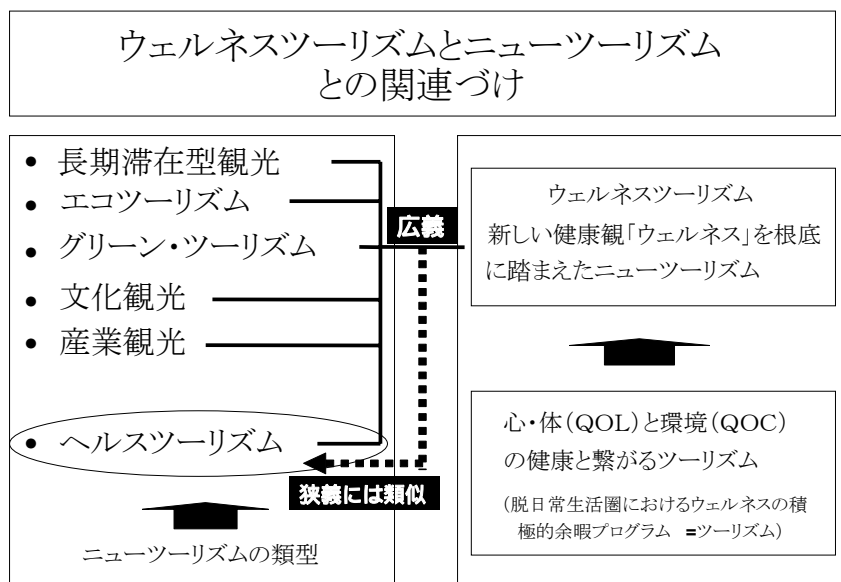 ウェルネスツーリズムとニューツーリズム
との関連づけ
• 長期滞在型観光
• エコツーリズム
• グリーン・ツーリズム
• 文化観光
• 産業観光
• ヘルスツーリズム
ニューツーリズムの類型
広義
狭義には類似
ウェルネスツーリズム
新しい健康観「ウェルネス」を根底
に踏まえたニューツーリズム
心・体(QOL)と環境(QOC)
の健康と繋がるツーリズム
(脱日常生活圏におけるウェルネスの積
極的余暇プログラム =ツーリズム)